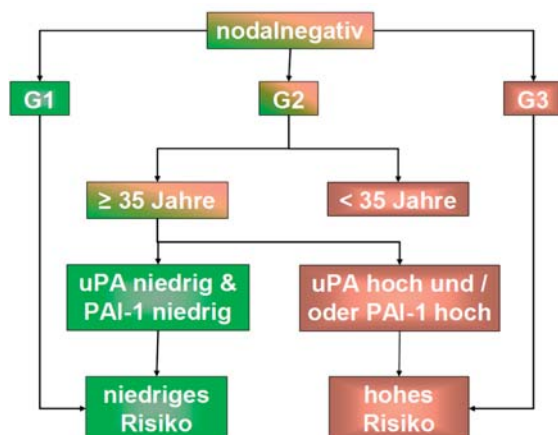 nodalnegativ
G1
G2
G3
≥ 35 Jahre
< 35 Jahre
uPA niedrig &
PAI-1 niedrig
uPA hoch und /
oder PAI-1 hoch
niedriges
Risiko
hohes
Risiko